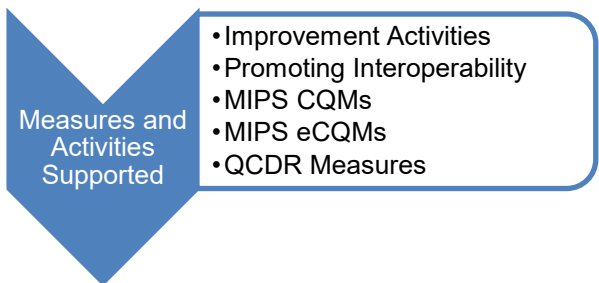 Measures and
Activities
Supported
•Improvement Activities
•Promoting Interoperability
•MIPS CQMs
•MIPS eCQMs
•QCDR Measures